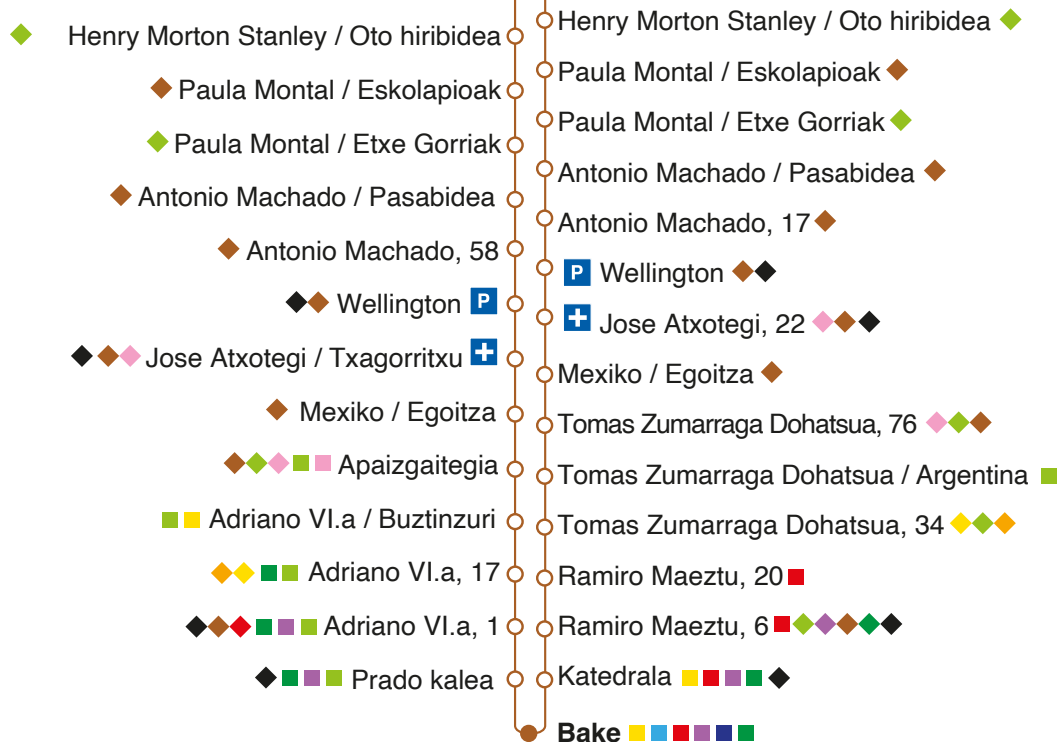 Henry Morton Stanley / Oto hiribidea
Paula Montal / Eskolapioak
Paula Montal / Etxe Gorriak
Antonio Machado / Pasabidea
Antonio Machado, 58
Wellington P
Jose Atxotegi / Txagorritxu
Mexiko / Egoitza
Apaizgaitegia
Adriano VI.a / Buztinzuri
Adriano VI.a, 17
Adriano VI.a, 1
Prado kalea
Henry Morton Stanley / Oto hiribidea
Paula Montal / Eskolapioak
Paula Montal / Etxe Gorriak
Antonio Machado / Pasabidea
Antonio Machado, 17
P Wellington
Jose Atxotegi, 22
Mexiko / Egoitza
Tomas Zumarraga Dohatsua, 76
Tomas Zumarraga Dohatsua / Argentina
Tomas Zumarraga Dohatsua, 34
Ramiro Maeztu, 20
Ramiro Maeztu, 6
Katedrala
Bake